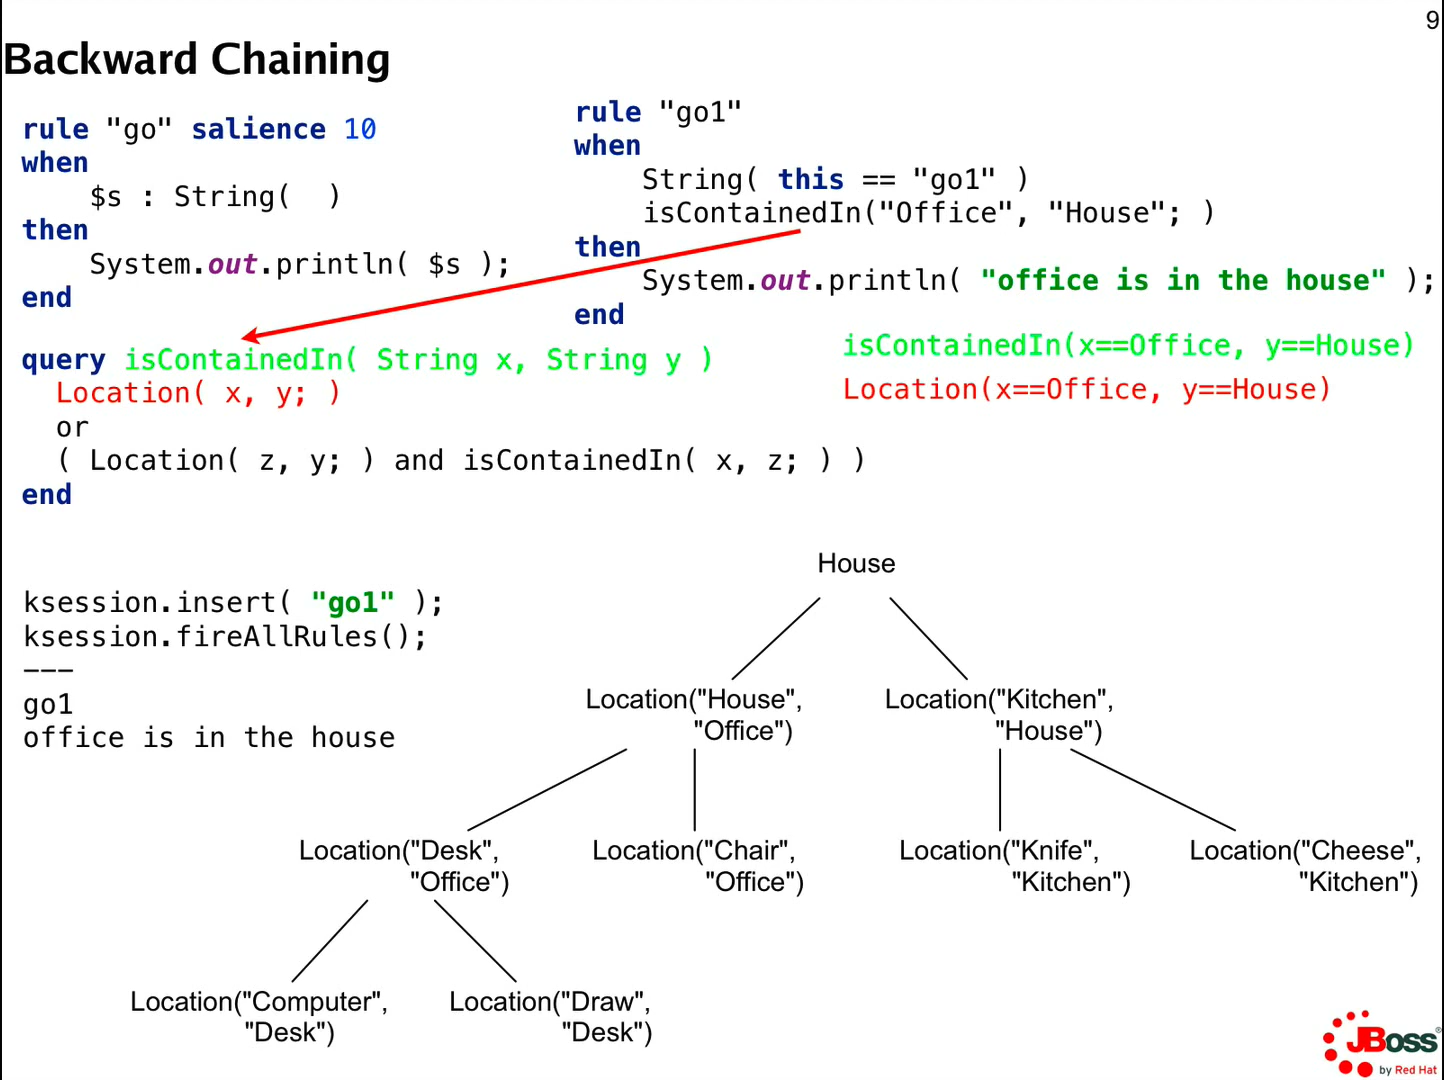 9
Backward Chaining
rule "go" salience 10
when
$s : String(  )
then
System.out.println( $s );
end
rule "go1"
when
String( this == "go1" )
isContainedIn("Office", "House"; )
then
System.out.println( "office is in the house" );
end
query isContainedIn( String x, String y )
Location( x, y; )
or
( Location( z, y; ) and isContainedIn( x, z; ) )
end
isContainedIn(x==Office, y==House)
Location(x==Office, y==House)
ksession.insert( "go1" );
ksession.fireAllRules();
---
go1
office is in the house
House
Location("House",
"Office")
Location("Kitchen",
"House")
Location("Desk",
"Office")
Location("Chair",
"Office")
Location("Knife",
"Kitchen")
Location("Cheese",
"Kitchen")
Location("Computer",
"Desk")
Location("Draw",
"Desk")
JBoss®
by Red Hat